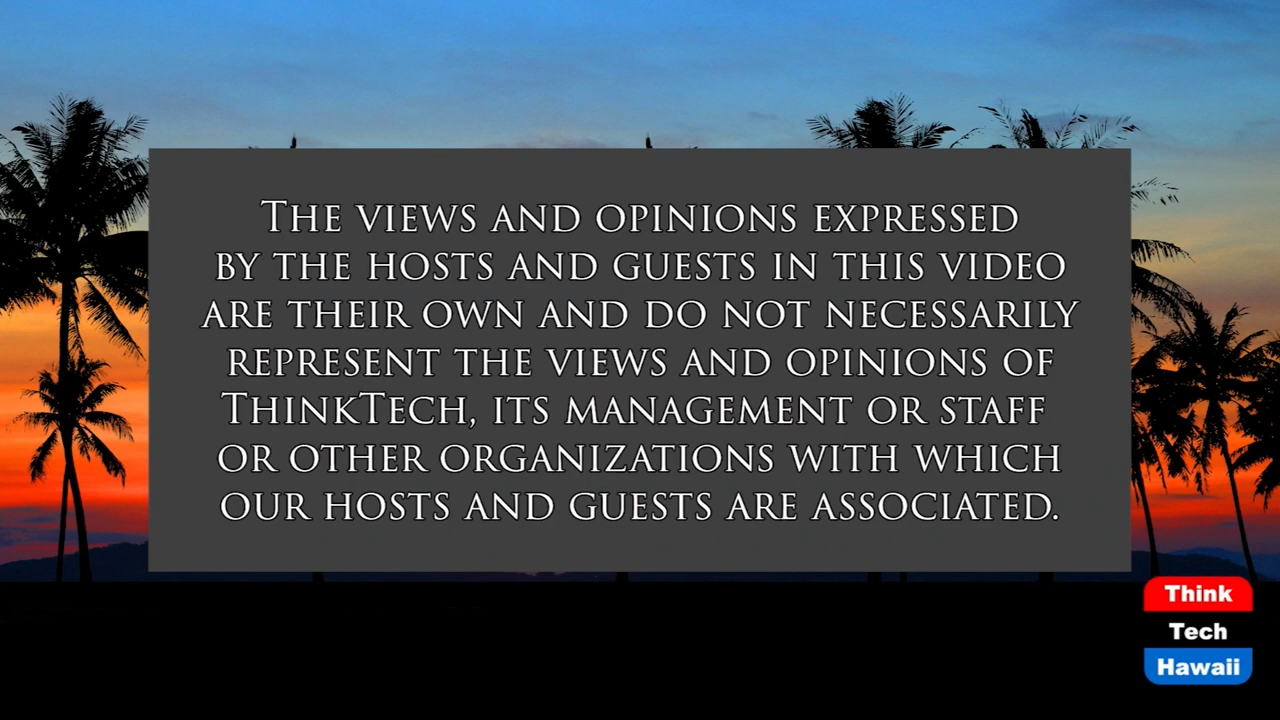 The views and opinions expressed
by the hosts and guests in this video
are their own and do not necessarily
represent the views and opinions of
ThinkTech, its management or staff
or other organizations with which
our hosts and guests are associated.
Think
Tech
Hawaii